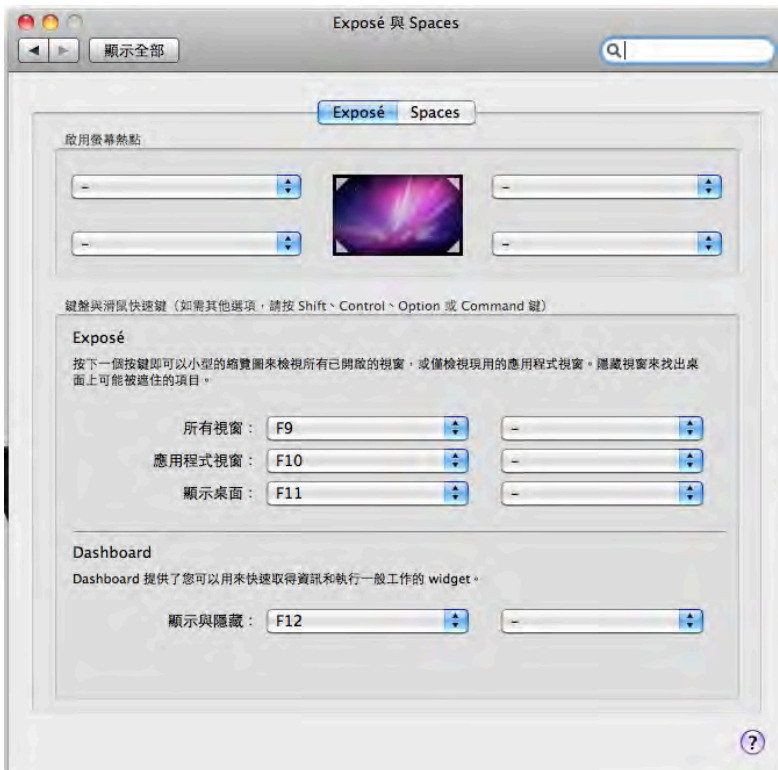 Exposé 與 Spaces
顯示全部
Exposé Spaces
啟用螢幕熱點
- -
- -
鍵盤與滑鼠快速鍵（如需其他選項，請按 Shift、Control、Option 或 Command 鍵）
Exposé
按下一個按鍵即可以小型的縮覽圖來檢視所有已開啟的視窗，或僅檢視現用的應用程式視窗。隱藏視窗來找出桌
面上可能被遮住的項目。
所有視窗： F9 -
應用程式視窗： F10 -
顯示桌面： F11 -
Dashboard
Dashboard 提供了您可以用來快速取得資訊和執行一般工作的 widget。
顯示與隱藏： F12 -
?